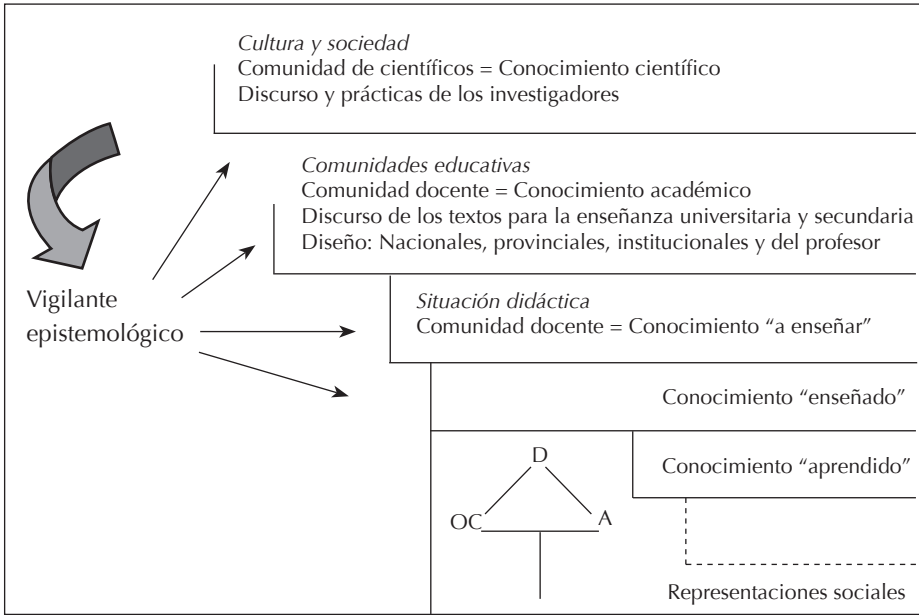 Cultura y sociedad
Comunidad de científicos = Conocimiento científico
Discurso y prácticas de los investigadores
Comunidades educativas
Comunidad docente = Conocimiento académico
Discurso de los textos para la enseñanza universitaria y secundaria
Diseño: Nacionales, provinciales, institucionales y del profesor
Vigilante
epistemológico
Situación didáctica
Comunidad docente = Conocimiento “a enseñar”
Conocimiento “enseñado”
Conocimiento “aprendido”
D
OC
A
Representaciones sociales